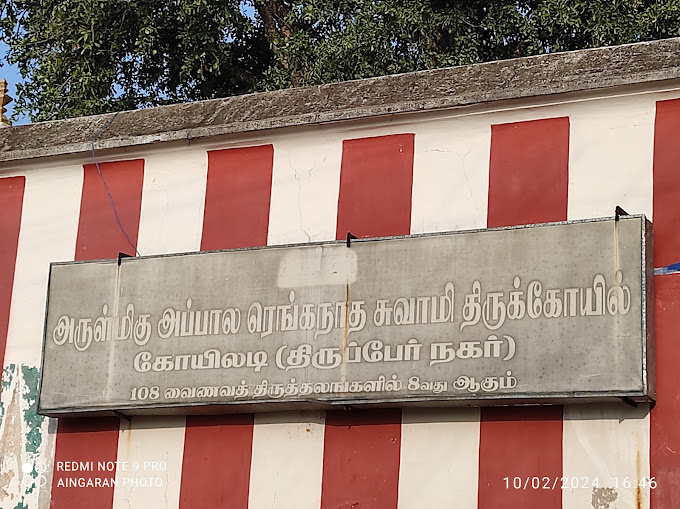 அருள்மிகு அப்பால ரெங்கநாத சுவாமி திருக்கோயில்
கோயிலடி (திருப்பேர் நகர்)
108 வைணவத் திருத்தலங்களில் 8வது ஆகும்
REDMI NOTE 9 PRO
AINGARAN PHOTO
10/02/2024 16:46